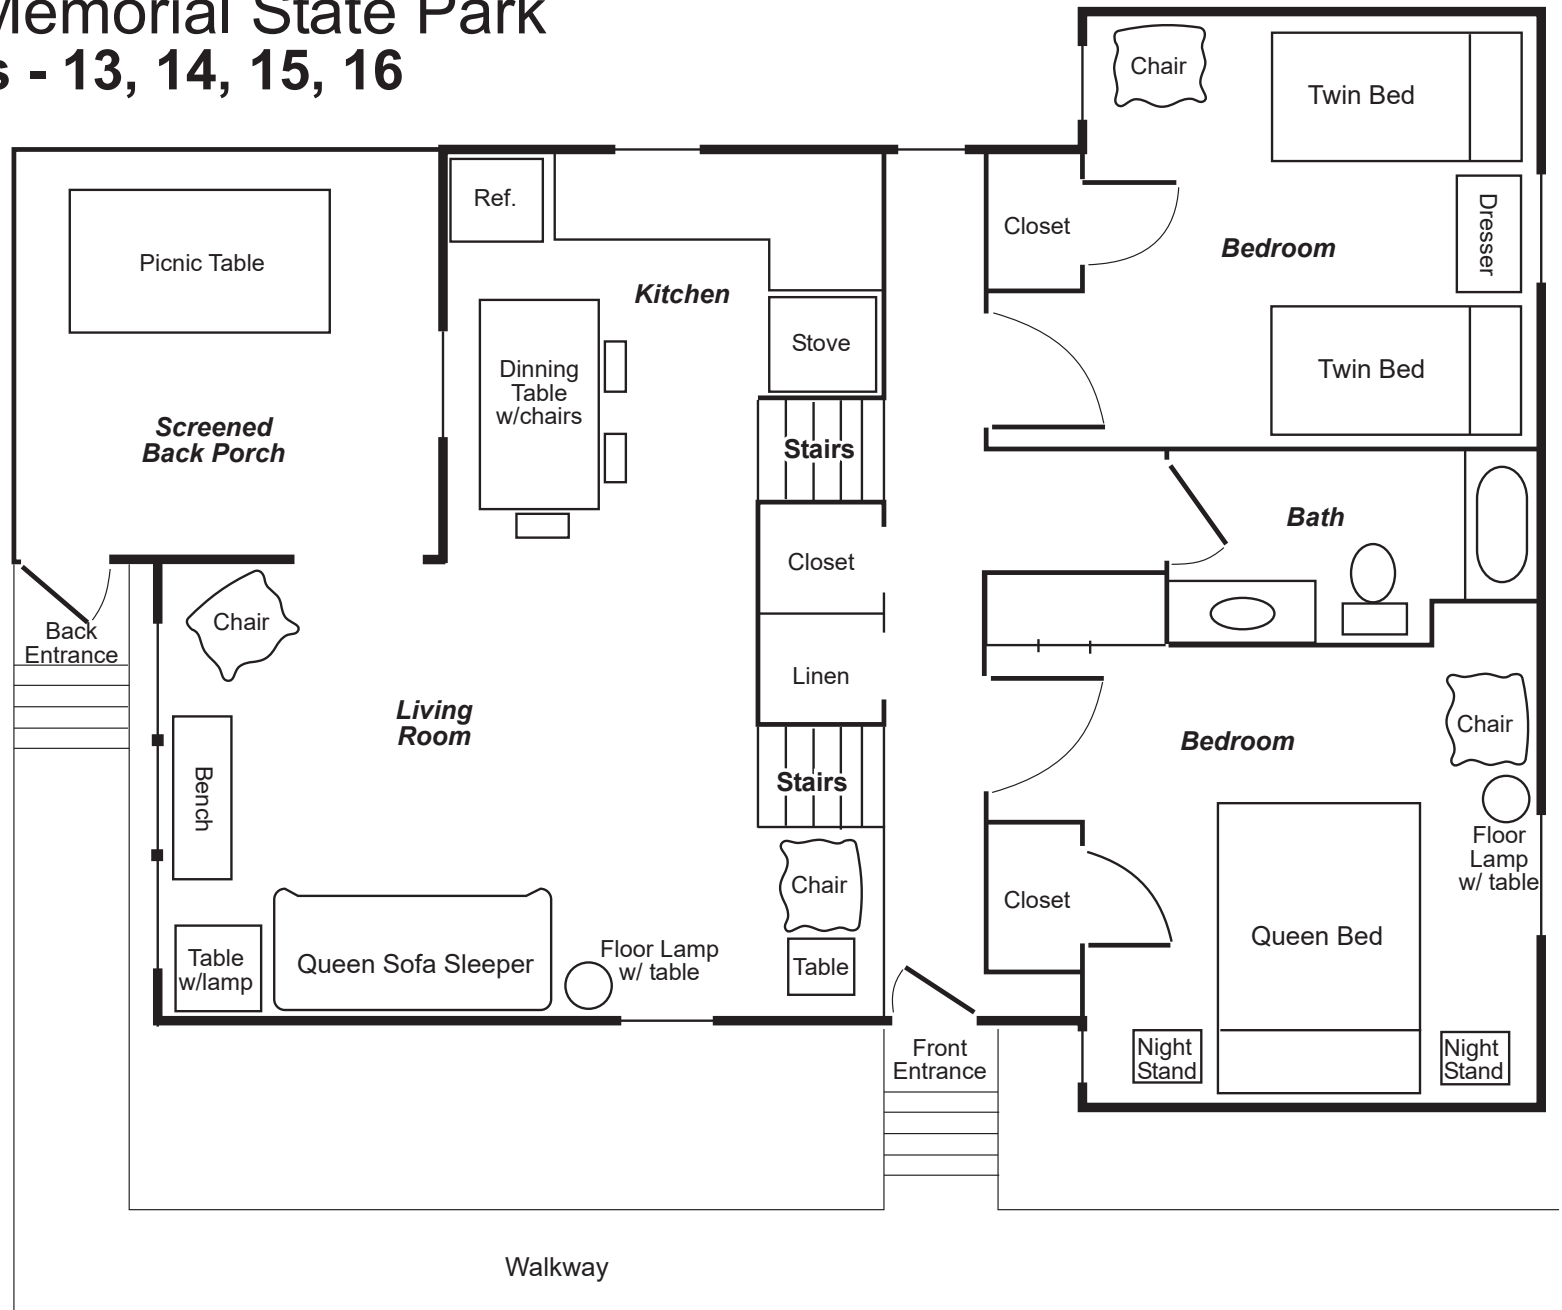 Memorial State Park
s - 13, 14, 15, 16
Chair
Twin Bed
Ref.
Closet
Dresser
Picnic Table
Bedroom
Kitchen
Stove
Dinning
Table
w/chairs
Twin Bed
Screened
Back Porch
Stairs
Bath
Closet
Chair
Back
Entrance
Linen
Living
Room
Chair
Bedroom
Stairs
Bench
Floor
Lamp
w/ table
Chair
Closet
Queen Bed
Table
w/lamp
Queen Sofa Sleeper
Floor Lamp
w/ table
Table
Front
Entrance
Night
Stand
Night
Stand
Walkway